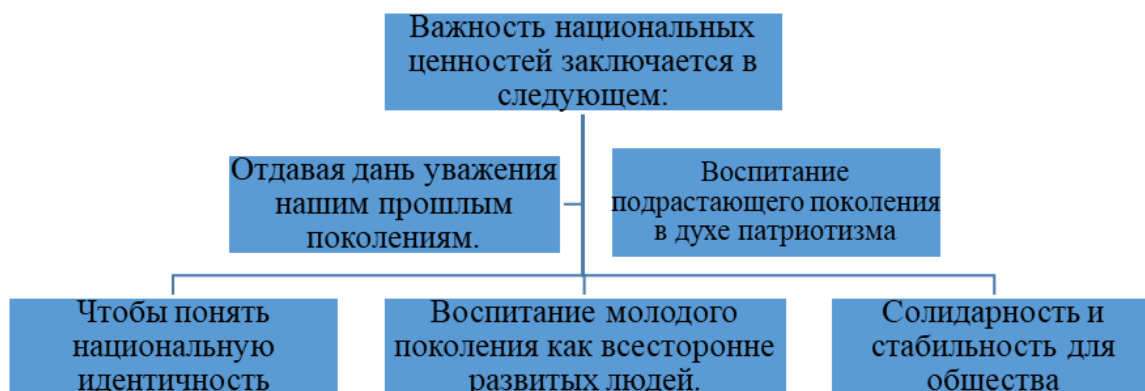 Важность национальных
ценностей заключается в
следующем:
Отдавая дань уважения
нашим прошлым
поколениям.
Воспитание
подрастающего поколения
в духе патриотизма
Чтобы понять
национальную
идентичность
Воспитание молодого
поколения как всесторонне
развитых людей.
Солидарность и
стабильность для
общества